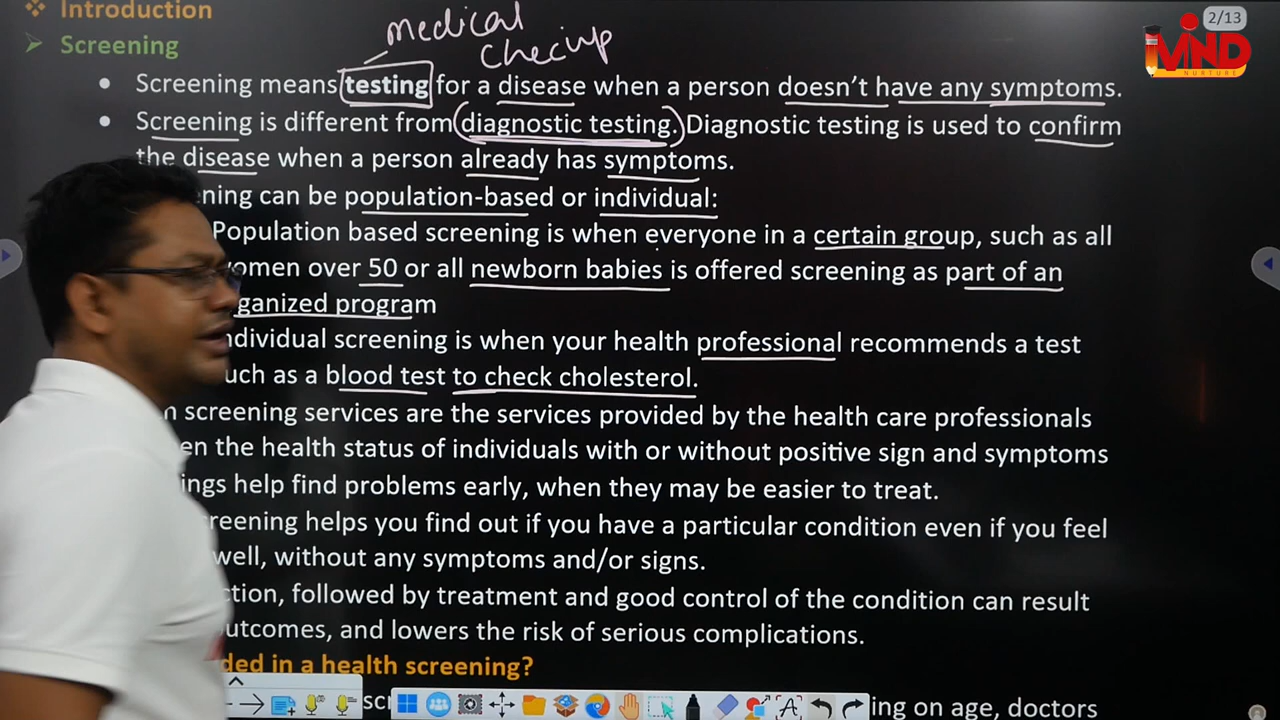 Introduction
Screening
medical
checkup
2/13
MIND
NURTURE
Screening means testing for a disease when a person doesn't have any symptoms.
Screening is different from (diagnostic testing.) Diagnostic testing is used to confirm
the disease when a person already has symptoms.
ning can be population-based or individual:
Population based screening is when everyone in a certain group, such as all
omen over 50 or all newborn babies is offered screening as part of an
ganized program
ndividual screening is when your health professional recommends a test
uch as a blood test to check cholesterol.
screening services are the services provided by the health care professionals
en the health status of individuals with or without positive sign and symptoms
ings help find problems early, when they may be easier to treat.
reening helps you find out if you have a particular condition even if you feel
well, without any symptoms and/or signs.
ction, followed by treatment and good control of the condition can result
utcomes, and lowers the risk of serious complications.
ded in a health screening?
scr
ing on age, doctors